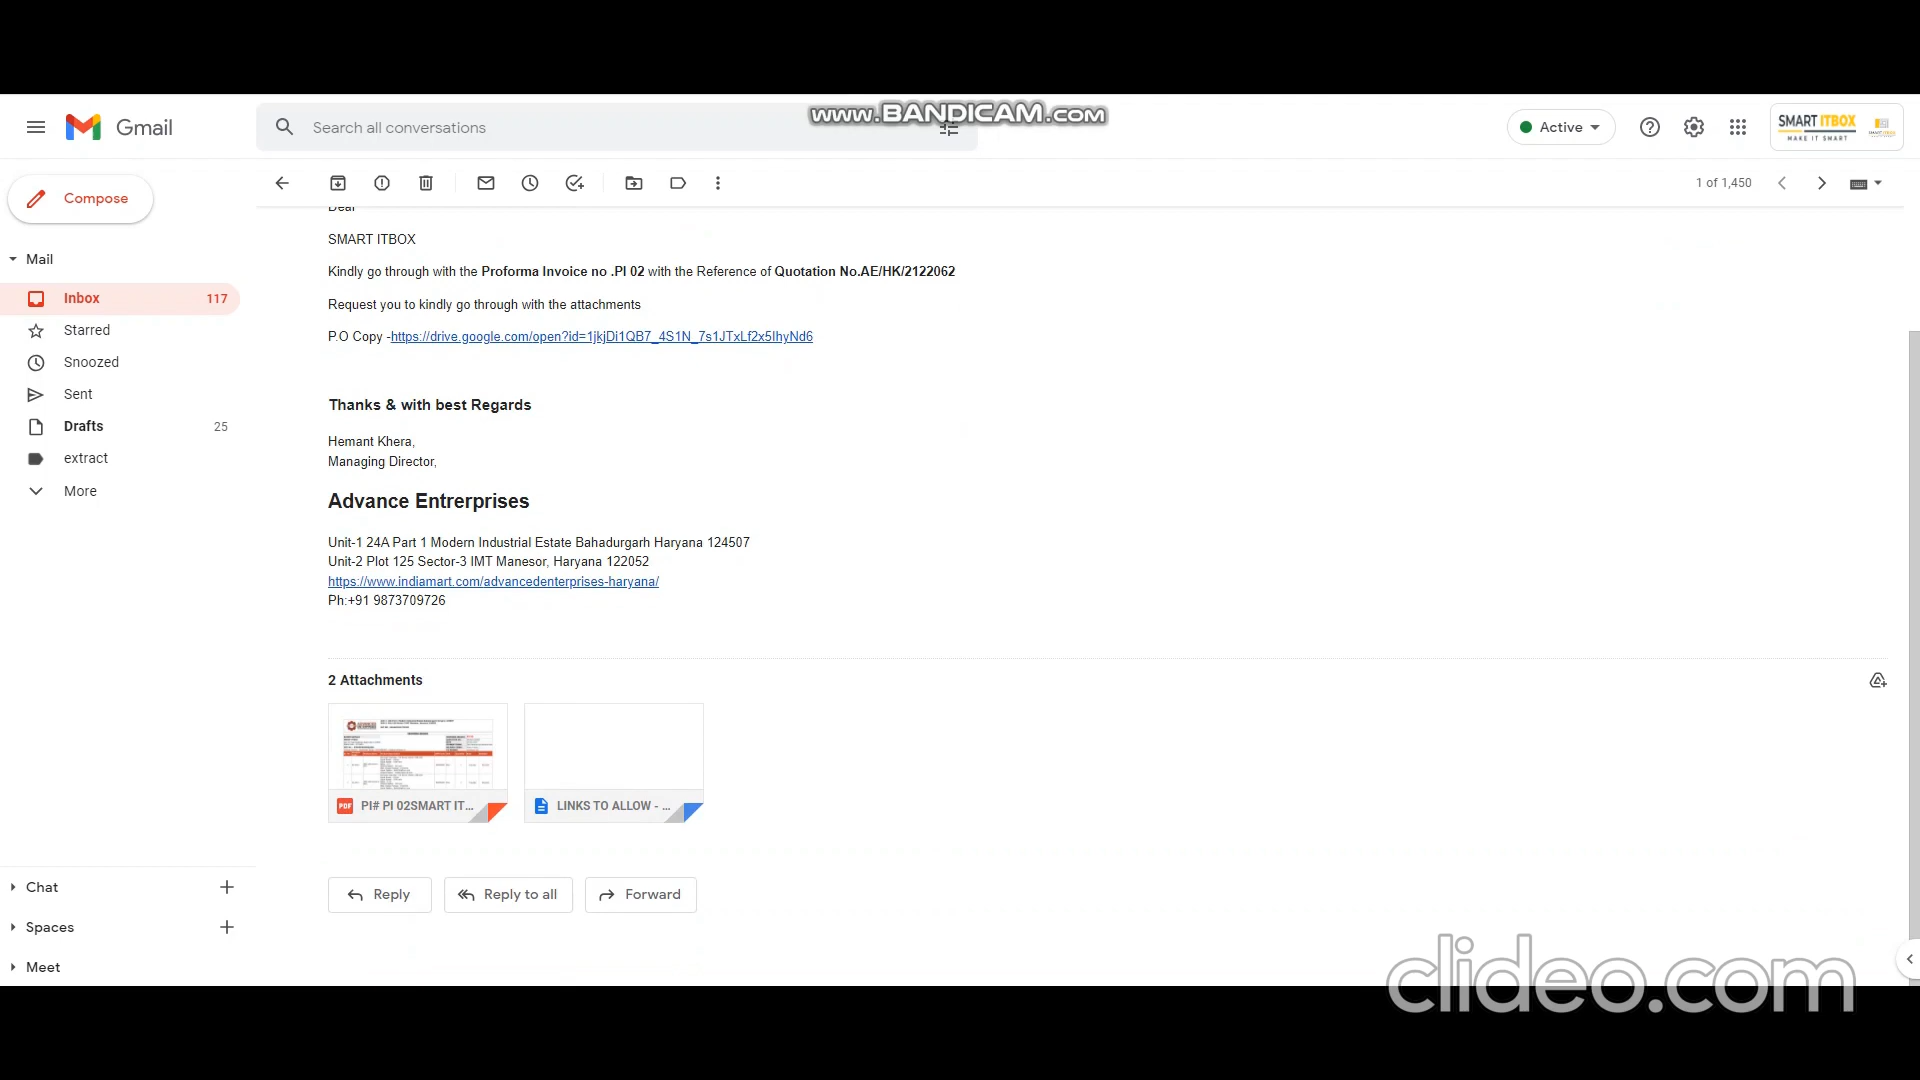 www.BANDICAM.com
Gmail
Search all conversations
Active
SMART ITBOX
MAKE IT SMART
Compose
1 of 1,450
Mail
Inbox 117
Starred
Snoozed
Sent
Drafts 25
extract
More
Chat
Spaces
Meet
Dear
SMART ITBOX
Kindly go through with the Proforma Invoice no .PI 02 with the Reference of Quotation No.AE/HK/2122062
Request you to kindly go through with the attachments
P.O Copy -https://drive.google.com/open?id=1jkjDi1QB7_4S1N_7s1JTxLf2x5IhyNd6
Thanks & with best Regards
Hemant Khera,
Managing Director,
Advance Entrerprises
Unit-1 24A Part 1 Modern Industrial Estate Bahadurgarh Haryana 124507
Unit-2 Plot 125 Sector-3 IMT Manesor, Haryana 122052
https://www.indiamart.com/advancedenterprises-haryana/
Ph:+91 9873709726
2 Attachments
PDF PI# PI 02SMART IT...
LINKS TO ALLOW - ...
Reply
Reply to all
Forward
clideo.com